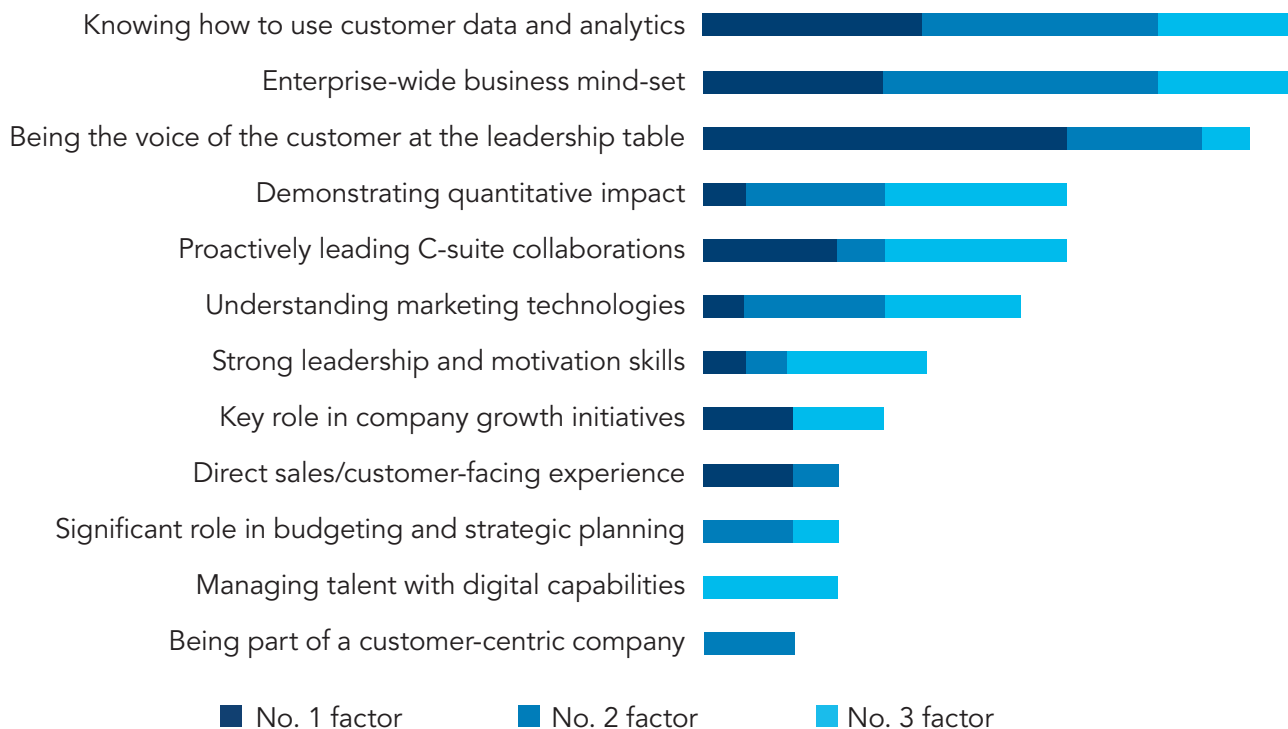 Knowing how to use customer data and analytics
Enterprise-wide business mind-set
Being the voice of the customer at the leadership table
Demonstrating quantitative impact
Proactively leading C-suite collaborations
Understanding marketing technologies
Strong leadership and motivation skills
Key role in company growth initiatives
Direct sales/customer-facing experience
Significant role in budgeting and strategic planning
Managing talent with digital capabilities
Being part of a customer-centric company
No. 1 factor No. 2 factor No. 3 factor